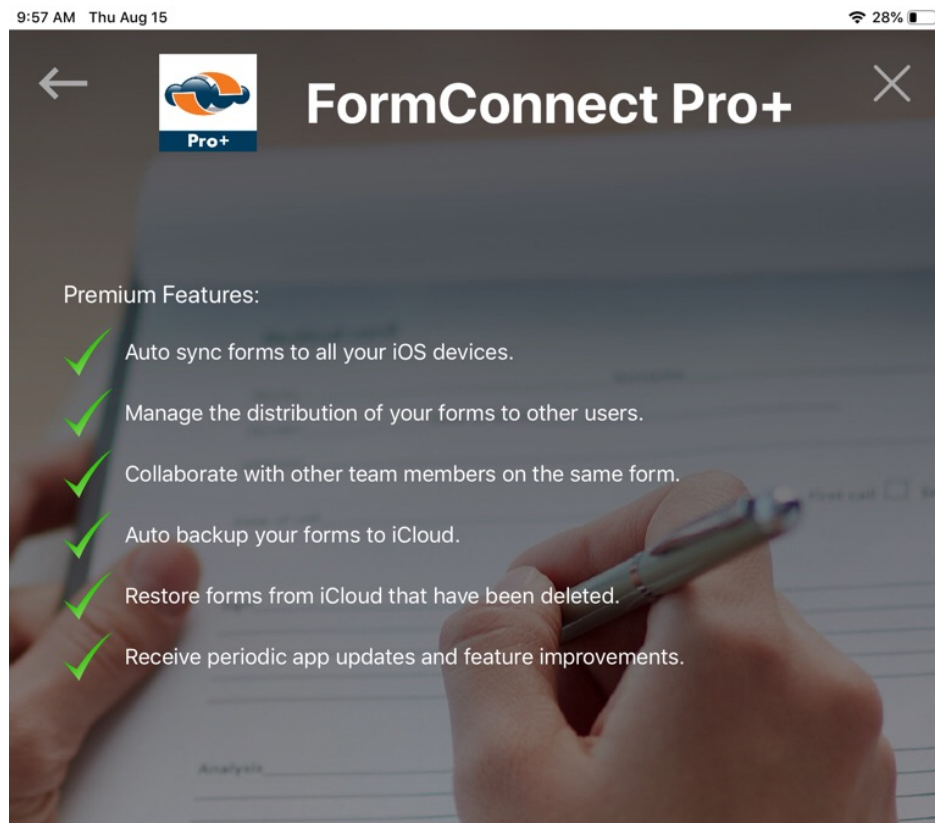 9:57 AM Thu Aug 15
28%
Pro+
FormConnect Pro+
Premium Features:
Auto sync forms to all your iOS devices.
Manage the distribution of your forms to other users.
Collaborate with other team members on the same form.
Auto backup your forms to iCloud.
Restore forms from iCloud that have been deleted.
Receive periodic app updates and feature improvements.
Analysis